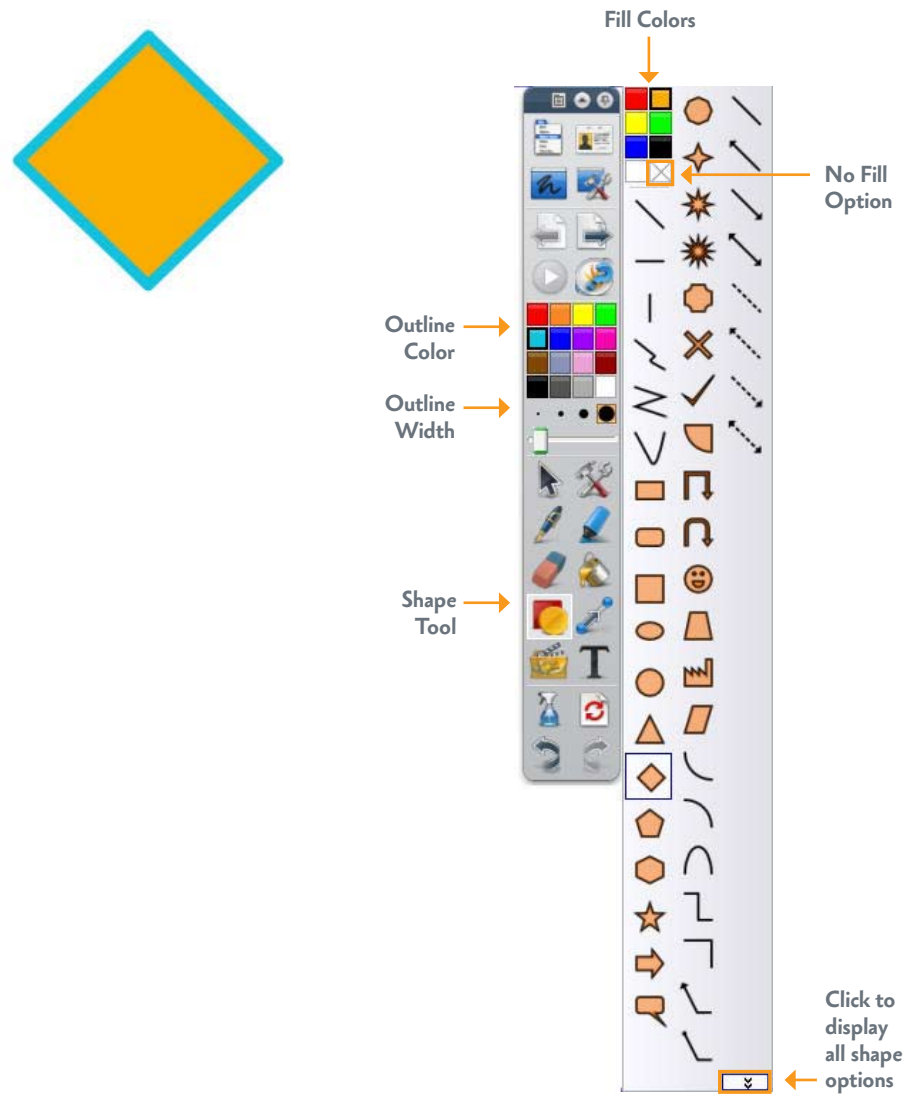 Fill Colors
No Fill
Option
Outline
Color
Outline
Width
Shape
Tool
T
Click to
display
all shape
options